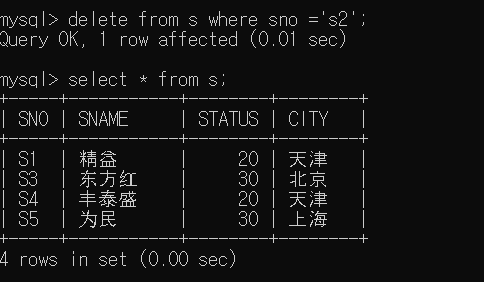 mysql> delete from s where sno ='s2';
Query OK, 1 row affected (0.01 sec)
mysql> select * from s;
+-----+-----------+--------+--------+
| SNO | SNAME | STATUS | CITY |
+-----+-----------+--------+--------+
| S1 | 精益 | 20 | 天津 |
| S3 | 东方红 | 30 | 北京 |
| S4 | 丰泰盛 | 20 | 天津 |
| S5 | 为民 | 30 | 上海 |
+-----+-----------+--------+--------+
4 rows in set (0.00 sec)